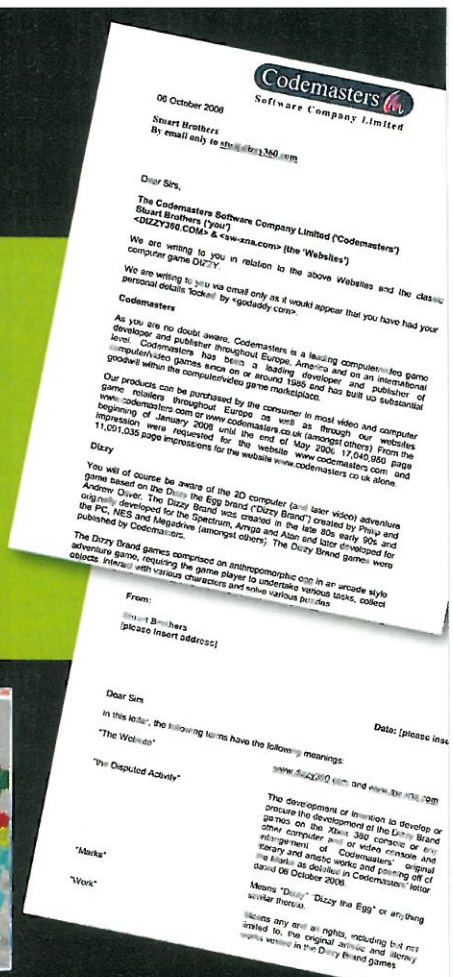 Codemasters
Software Company Limited
06 October 2006
Stuart Brothers
By email only to
Dear Sirs,
The Codemasters Software Company Limited ('Codemasters')
Stuart Brothers ('you')
<DIZZY360.COM> & <sw-xna.com> (the 'Websites')
We are writing to you in relation to the above Websites and the classic
computer game DIZZY.
We are writing to you via email only as it would appear that you have had your
personal details 'locked' by <godaddy.com>.
Codemasters
As you are no doubt aware, Codemasters is a leading computer/video game
developer and publisher throughout Europe, America and on an international
level. Codemasters has been a leading developer and publisher of
computer/video games since on or around 1985 and has built up substantial
goodwill within the computer/video game marketplace.
Our products can be purchased by the consumer in most video and computer
game retailers throughout Europe as well as through our websites
www.codemasters.com or www.codemasters.co.uk (amongst others) From the
beginning of January 2006 until the end of May 2006 17,640,980 page
impression were requested for the website www.codemasters.com and
11,091,035 page impressions for the website www.codemasters.co.uk alone.
Dizzy
You will of course be aware of the 2D computer (and later video) adventure
game based on the Dizzy the Egg brand ("Dizzy Brand") created by Philip and
Andrew Oliver. The Dizzy Brand was created in the late 80s early 90s and
originally developed for the Spectrum, Amiga and Atari and later developed for
the PC, NES and Megadrive (amongst others). The Dizzy Brand games were
published by Codemasters.
The Dizzy Brand games comprised an anthropomorphic egg in an arcade style
adventure game, requiring the game player to undertake various tasks, collect
objects, interact with various characters and solve various puzzles
From:
Stuart Brothers
[please insert address]
Date: [please inse
Dear Sirs
In this letter, the following terms have the following meanings:
"The Website"
www.dizzy360.com and www.sw-xna.com
"the Disputed Activity"
The development or intention to develop or
procure the development of the Dizzy Brand
games on the Xbox 360 console or any
other computer and or video console and
infringement of Codemasters' original
literary and artistic works and passing off of
the Marks as detailed in Codemasters' letter
dated 06 October 2006.
"Marks"
Means "Dizzy" "Dizzy the Egg" or anything
similar thereto.
"Work"
Means any and all rights, including but not
limited to, the original artistic and literary
works vested in the Dizzy Brand games